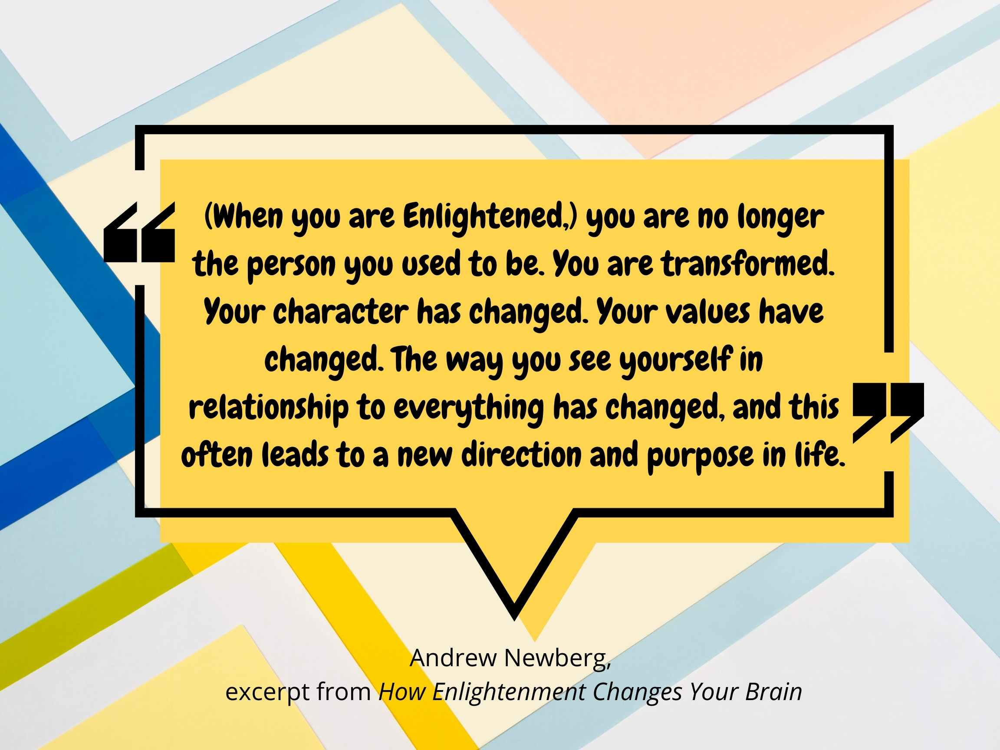 “(When you are Enlightened,) you are no longer
the person you used to be. You are transformed.
Your character has changed. Your values have
changed. The way you see yourself in
relationship to everything has changed, and this
often leads to a new direction and purpose in life.”
Andrew Newberg,
excerpt from How Enlightenment Changes Your Brain